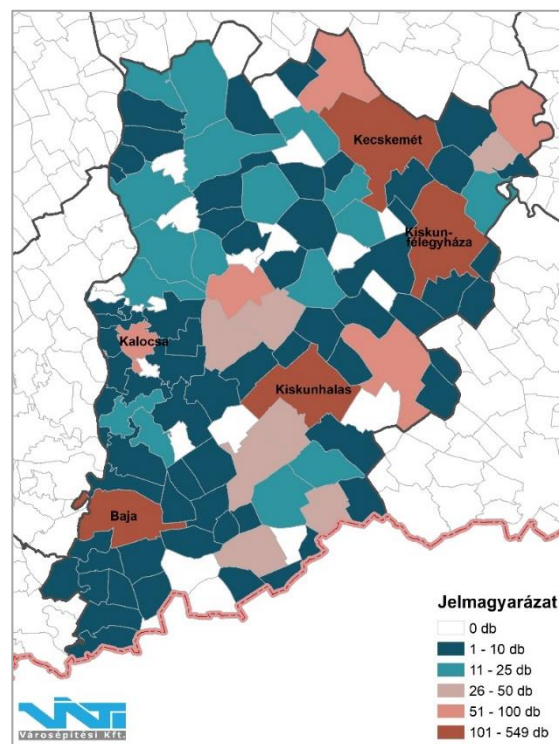 Kecskemét
Kiskun-
félegyháza
Kalocsa
Kiskunhalas
Baja
Jelmagyarázat
0 db
1 - 10 db
11 - 25 db
26 - 50 db
51 - 100 db
101 - 549 db
VÁTI
Városépítési Kft.